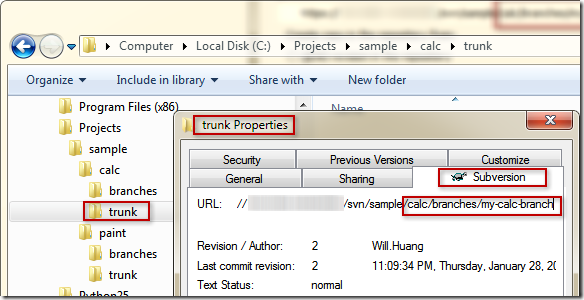 Computer ▸ Local Disk (C:) ▸ Projects ▸ sample ▸ calc ▸ trunk
Organize ▾ Include in library ▾ Share with ▾ New folder
Program Files (x86)
Projects
sample
calc
branches
trunk
paint
branches
trunk
Python25
Name
trunk Properties
Security Previous Versions Customize
General Sharing Subversion
URL: // /svn/sample/calc/branches/my-calc-branch
Revision / Author: 2 Will.Huang
Last commit revision: 2 11:09:34 PM, Thursday, January 28, 20
Text Status: normal